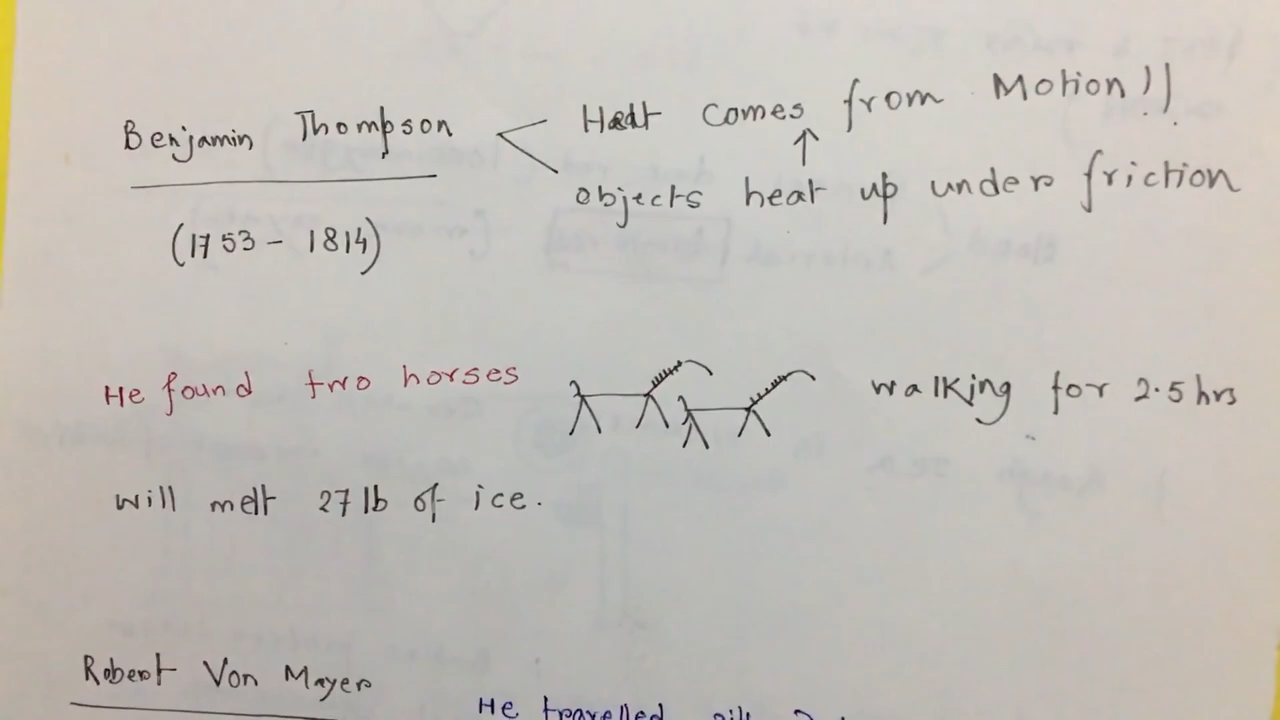 Benjamin Thompson
Heat comes from Motion!!
↑
objects heat up under friction
(1753 - 1814)
He found two horses walking for 2.5 hrs
will melt 27 lb of ice.
Robert Von Mayer
He travelled